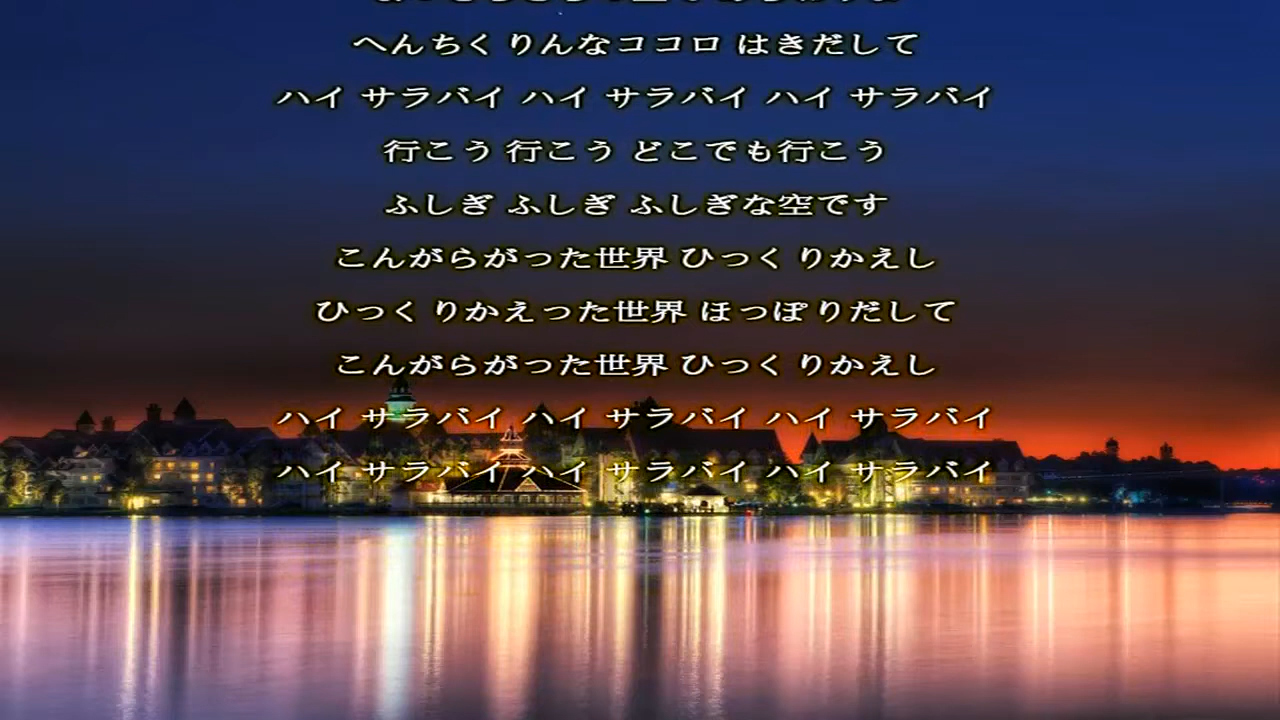 へんちくりんなココロ はきだして
ハイ サラバイ ハイ サラバイ ハイ サラバイ
行こう 行こう どこでも行こう
ふしぎ ふしぎ ふしぎな空です
こんがらがった世界 ひっくりかえし
ひっくりかえった世界 ほっぽりだして
こんがらがった世界 ひっくりかえし
ハイ サラバイ ハイ サラバイ ハイ サラバイ
ハイ サラバイ ハイ サラバイ ハイ サラバイ